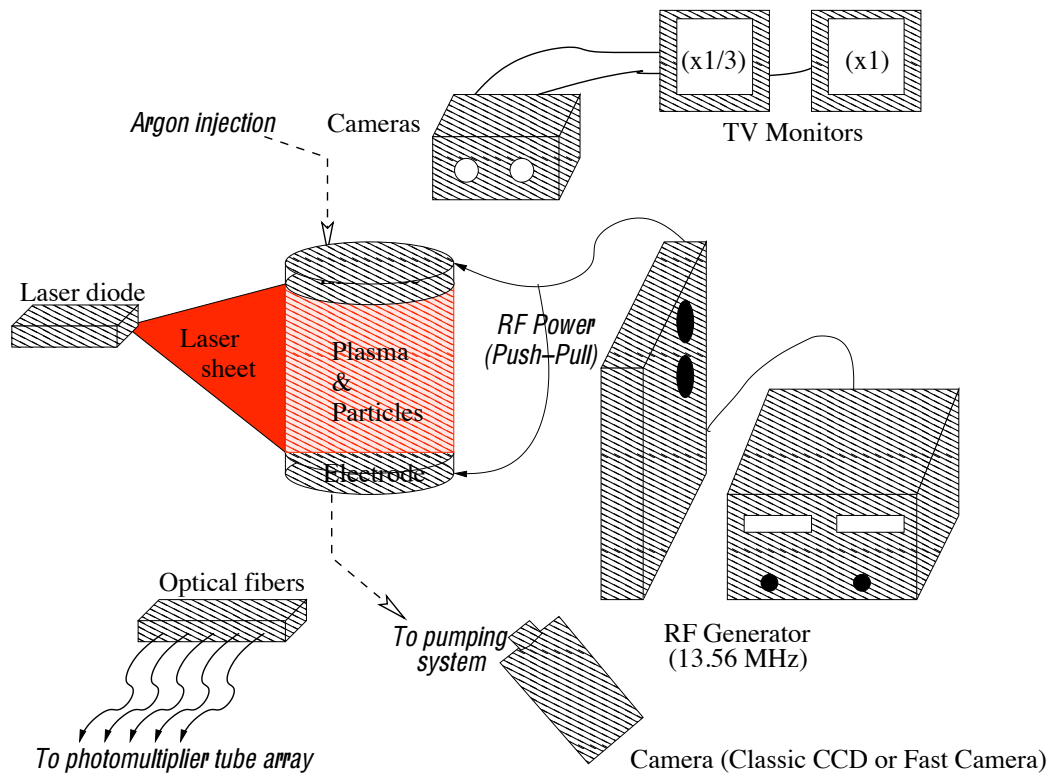 (x1/3)
(x1)
Argon injection
Cameras
TV Monitors
Laser diode
RF Power
(Push–Pull)
Laser
sheet
Plasma
&
Particles
Electrode
Optical fibers
To pumping
system
RF Generator
(13.56 MHz)
To photomultiplier tube array
Camera (Classic CCD or Fast Camera)